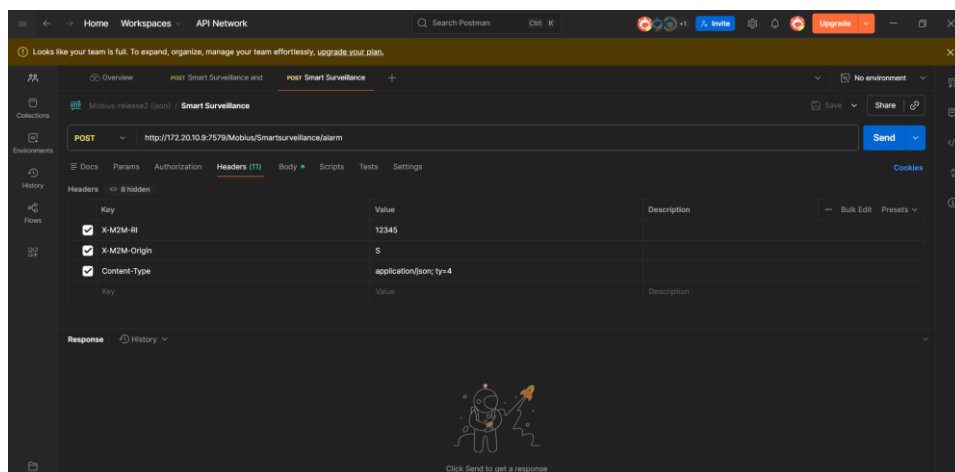 Home Workspaces API Network Search Postman Ctrl K +1 Invite Upgrade
Looks like your team is full. To expand, organize, manage your team effortlessly, upgrade your plan.
Overview POST Smart Surveillance and POST Smart Surveillance No environment
Collections
Mobius-release2 (json) / Smart Surveillance Save Share
POST http://172.20.10.9:7579/Mobius/Smartsurveillance/alarm Send
Environments
Docs Params Authorization Headers (11) Body Scripts Tests Settings Cookies
History
Headers 8 hidden
Key Value Description Bulk Edit Presets
Flows
X-M2M-RI 12345
X-M2M-Origin S
Content-Type application/json; ty=4
Key Value Description
Response History
Click Send to get a response